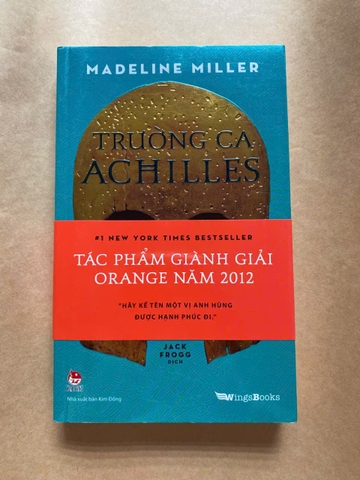 MADELINE MILLER
TRƯỜNG CA
ACHILLES
#1 NEW YORK TIMES BESTSELLER
TÁC PHẨM GIÀNH GIẢI
ORANGE NĂM 2012
"HÃY KỂ TÊN MỘT VỊ ANH HÙNG
ĐƯỢC HẠNH PHÚC ĐI."
JACK
FROGG
DỊCH
Nhà xuất bản Kim Đồng
WingsBooks